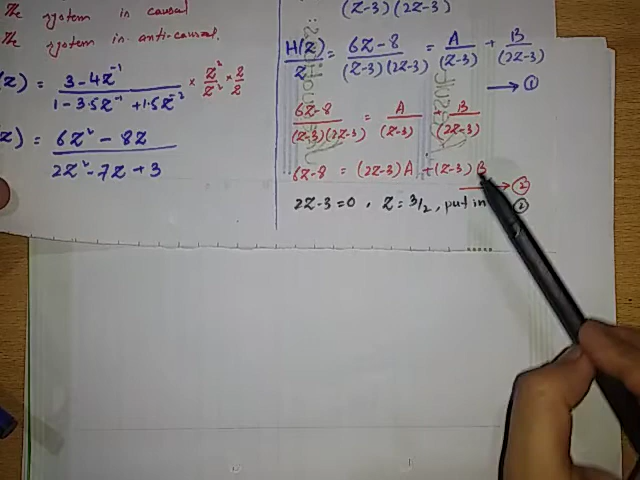 The system is causal
The system is anti-causal.
(z) = 3-4z⁻¹ / 1-3.5z⁻¹ +1.5z⁻² × z²/z² × 2/2
z) = 6z² - 8z / 2z² - 7z + 3
(z-3)(2z-3)
H(z)/z = 6z-8 / (z-3)(2z-3) = A/(z-3) + B/(2z-3) → ①
6z-8 / (z-3)(2z-3) = A/(z-3) + B/(2z-3)
6z-8 = (2z-3)A + (z-3)B → ②
2z-3=0, z = 3/2, put in ②